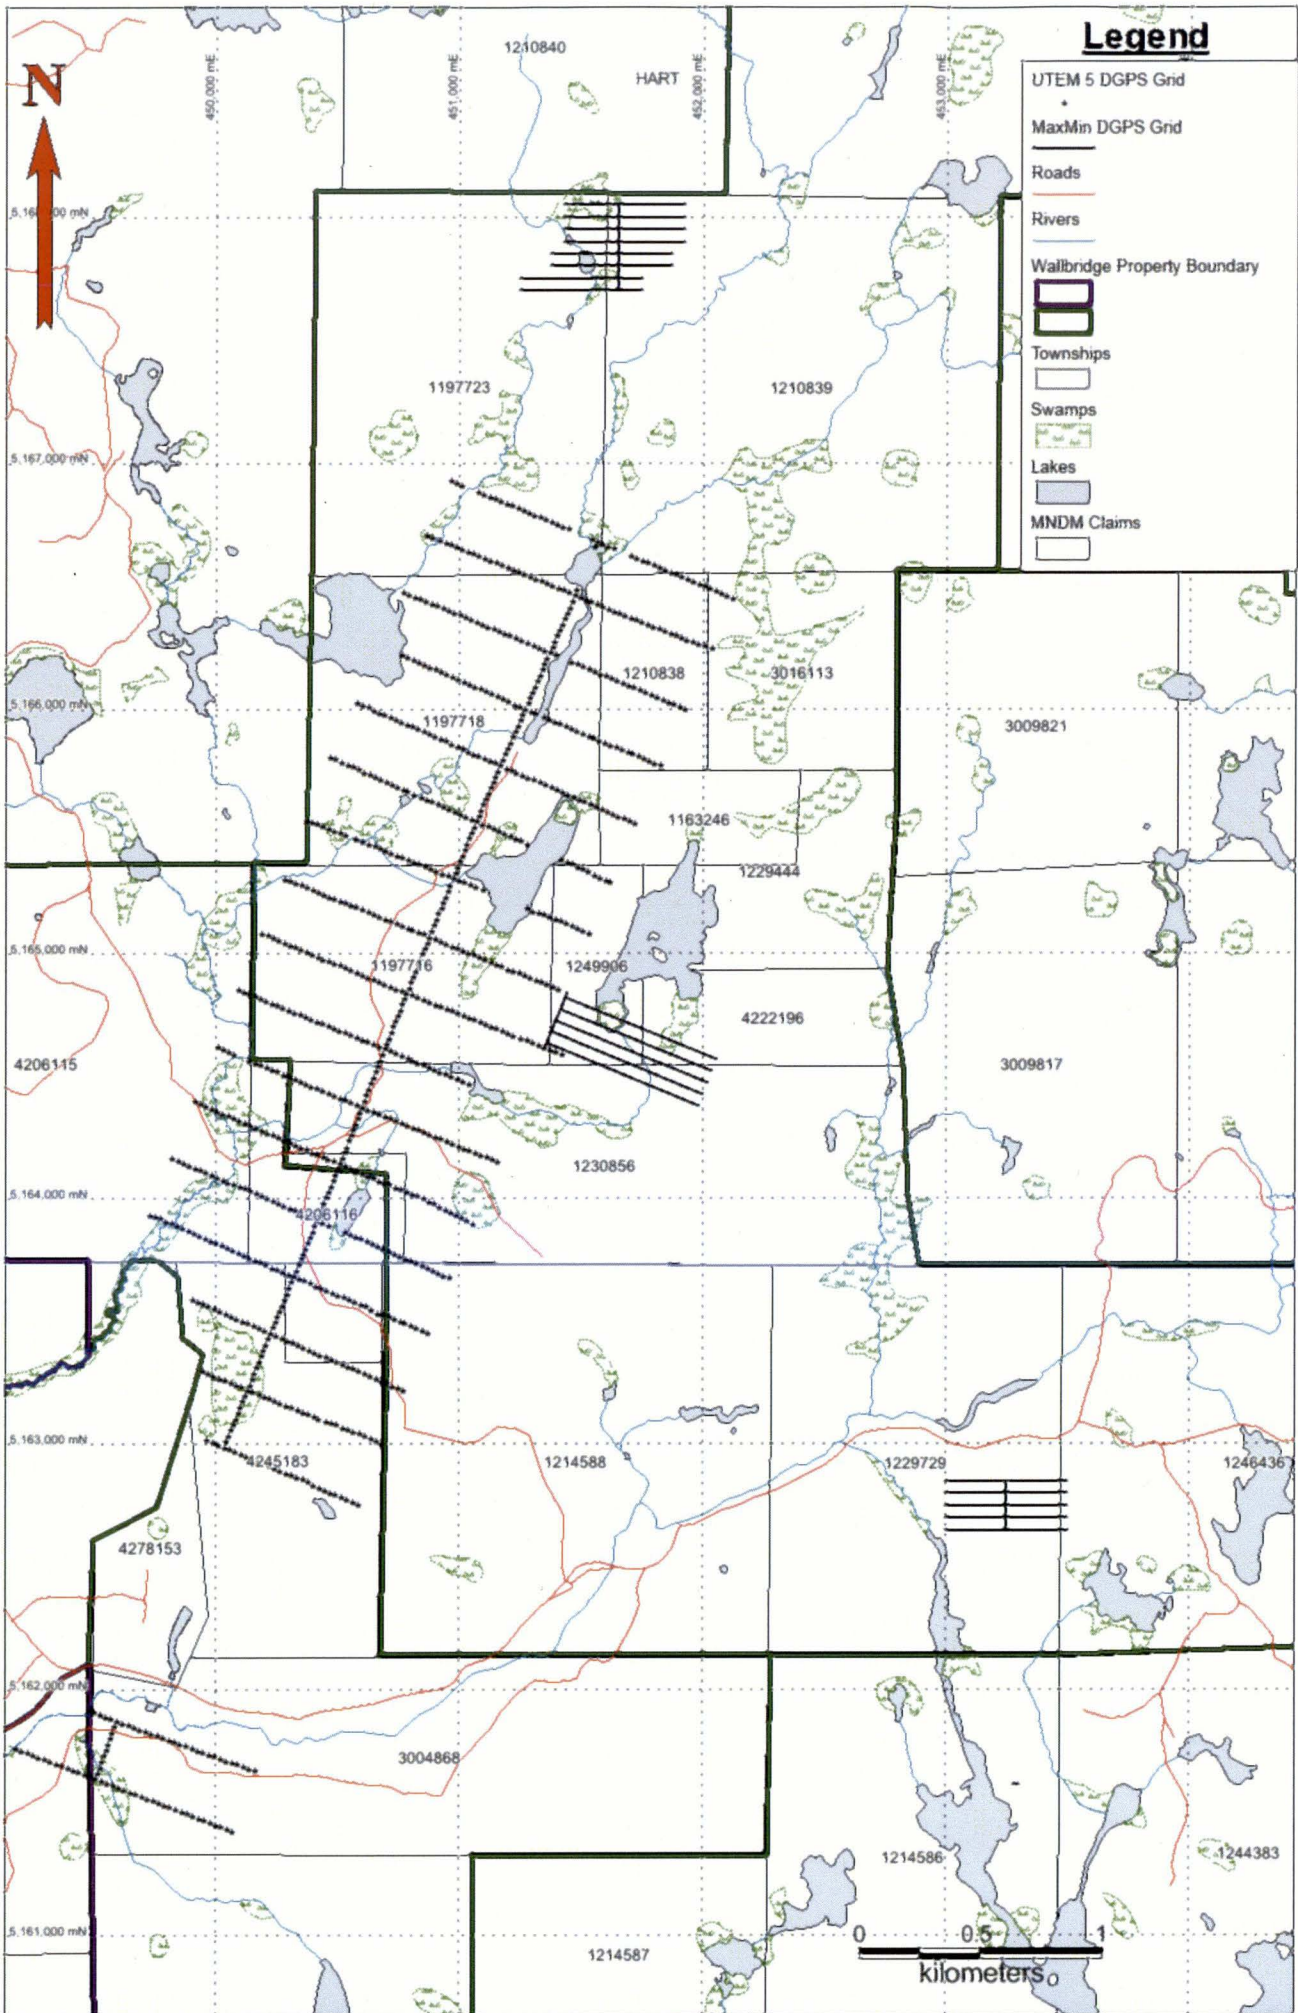 Legend
UTEM 5 DGPS Grid
MaxMin DGPS Grid
Roads
Rivers
Wallbridge Property Boundary
Townships
Swamps
Lakes
MNDM Claims
N
450,000 mE
451,000 mE
452,000 mE
453,000 mE
1210840
HART
1197723
1210839
5,167,000 mN
1210838
3016113
5,166,000 mN
1197718
3009821
1163246
1229444
5,165,000 mN
1197716
1249906
4222196
4206115
3009817
1230856
5,164,000 mN
4206116
5,163,000 mN
4245183
1214588
1229729
1246436
4278153
5,162,000 mN
3004868
1214586
1244383
5,161,000 mN
1214587
0 0.5 1
kilometers